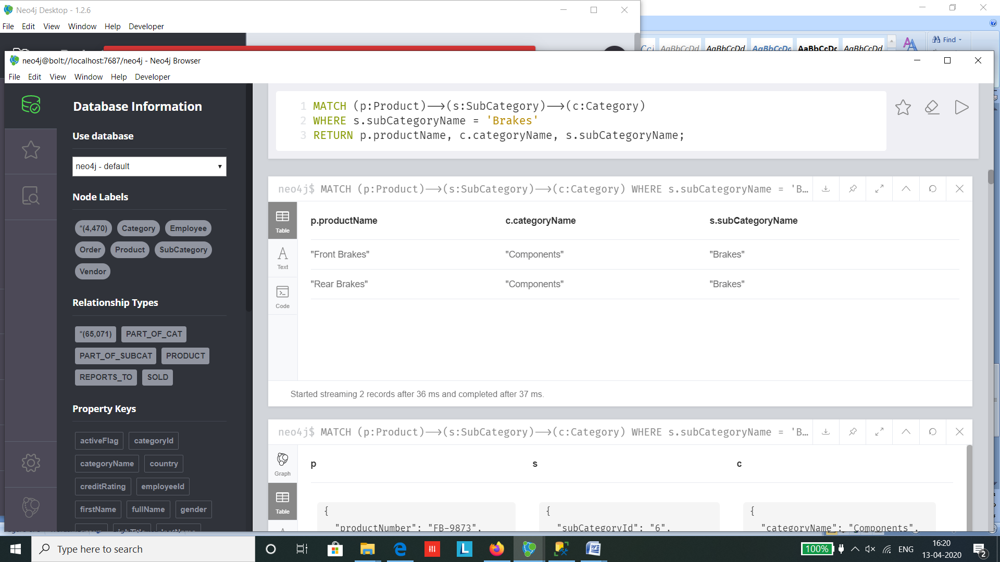 Neo4j Desktop - 1.2.6
File Edit View Window Help Developer
AaBbCcDd AaBbCcDd AaBbCcDd AaBbCcDc AaBbCcDd
Find
neo4j@bolt://localhost:7687/neo4j - Neo4j Browser
File Edit View Window Help Developer
Database Information
Use database
neo4j - default
Node Labels
*(4,470) Category Employee
Order Product SubCategory
Vendor
Relationship Types
*(65,071) PART_OF_CAT
PART_OF_SUBCAT PRODUCT
REPORTS_TO SOLD
Property Keys
activeFlag categoryId
categoryName country
creditRating employeeId
firstName fullName gender
group jobTitle lastName
1 MATCH (p:Product)-->(s:SubCategory)-->(c:Category)
2 WHERE s.subCategoryName = 'Brakes'
3 RETURN p.productName, c.categoryName, s.subCategoryName;
neo4j$ MATCH (p:Product)-->(s:SubCategory)-->(c:Category) WHERE s.subCategoryName = 'B…
Table
Text
Code
p.productName c.categoryName s.subCategoryName
"Front Brakes" "Components" "Brakes"
"Rear Brakes" "Components" "Brakes"
Started streaming 2 records after 36 ms and completed after 37 ms.
neo4j$ MATCH (p:Product)-->(s:SubCategory)-->(c:Category) WHERE s.subCategoryName = 'B…
Graph
Table
p s c
{ { {
"productNumber": "FB-9873", "subCategoryId": "6", "categoryName": "Components",
Type here to search
100%
ENG
16:20
13-04-2020
2